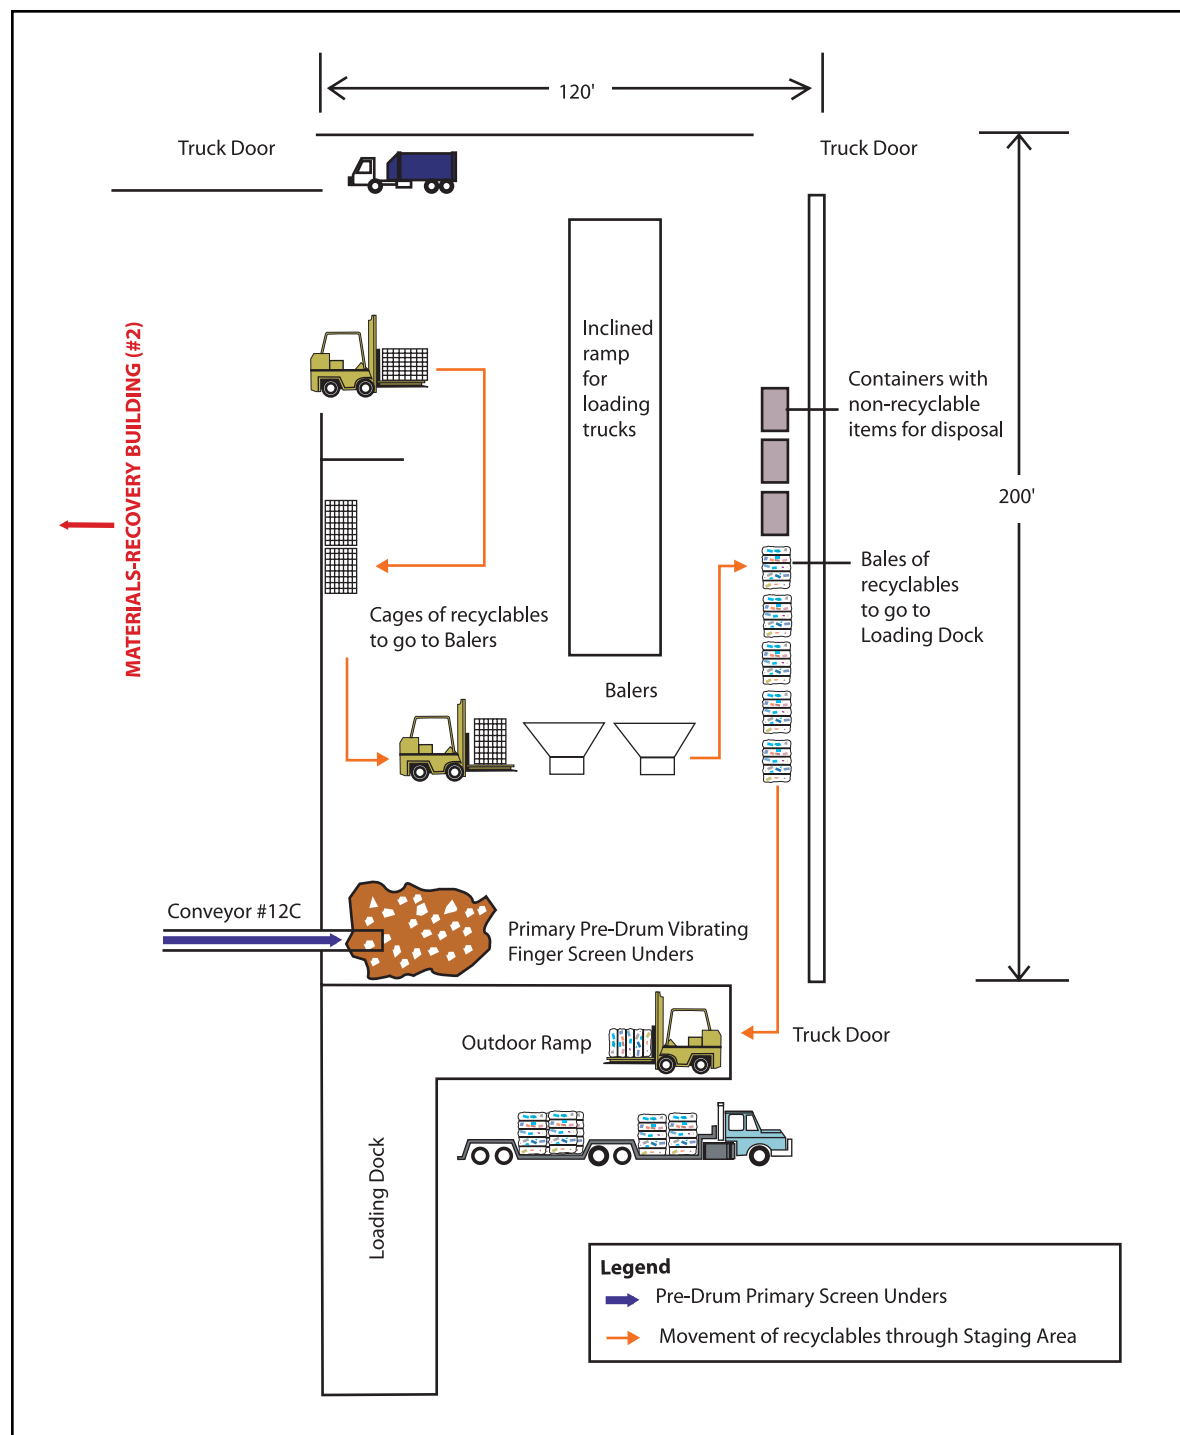 120'
Truck Door
Truck Door
Inclined
ramp
for
loading
trucks
MATERIALS-RECOVERY BUILDING (#2)
Containers with
non-recyclable
items for disposal
200'
Bales of
recyclables
to go to
Loading Dock
Cages of recyclables
to go to Balers
Balers
Conveyor #12C
Primary Pre-Drum Vibrating
Finger Screen Unders
Outdoor Ramp
Truck Door
Loading Dock
Legend
Pre-Drum Primary Screen Unders
Movement of recyclables through Staging Area